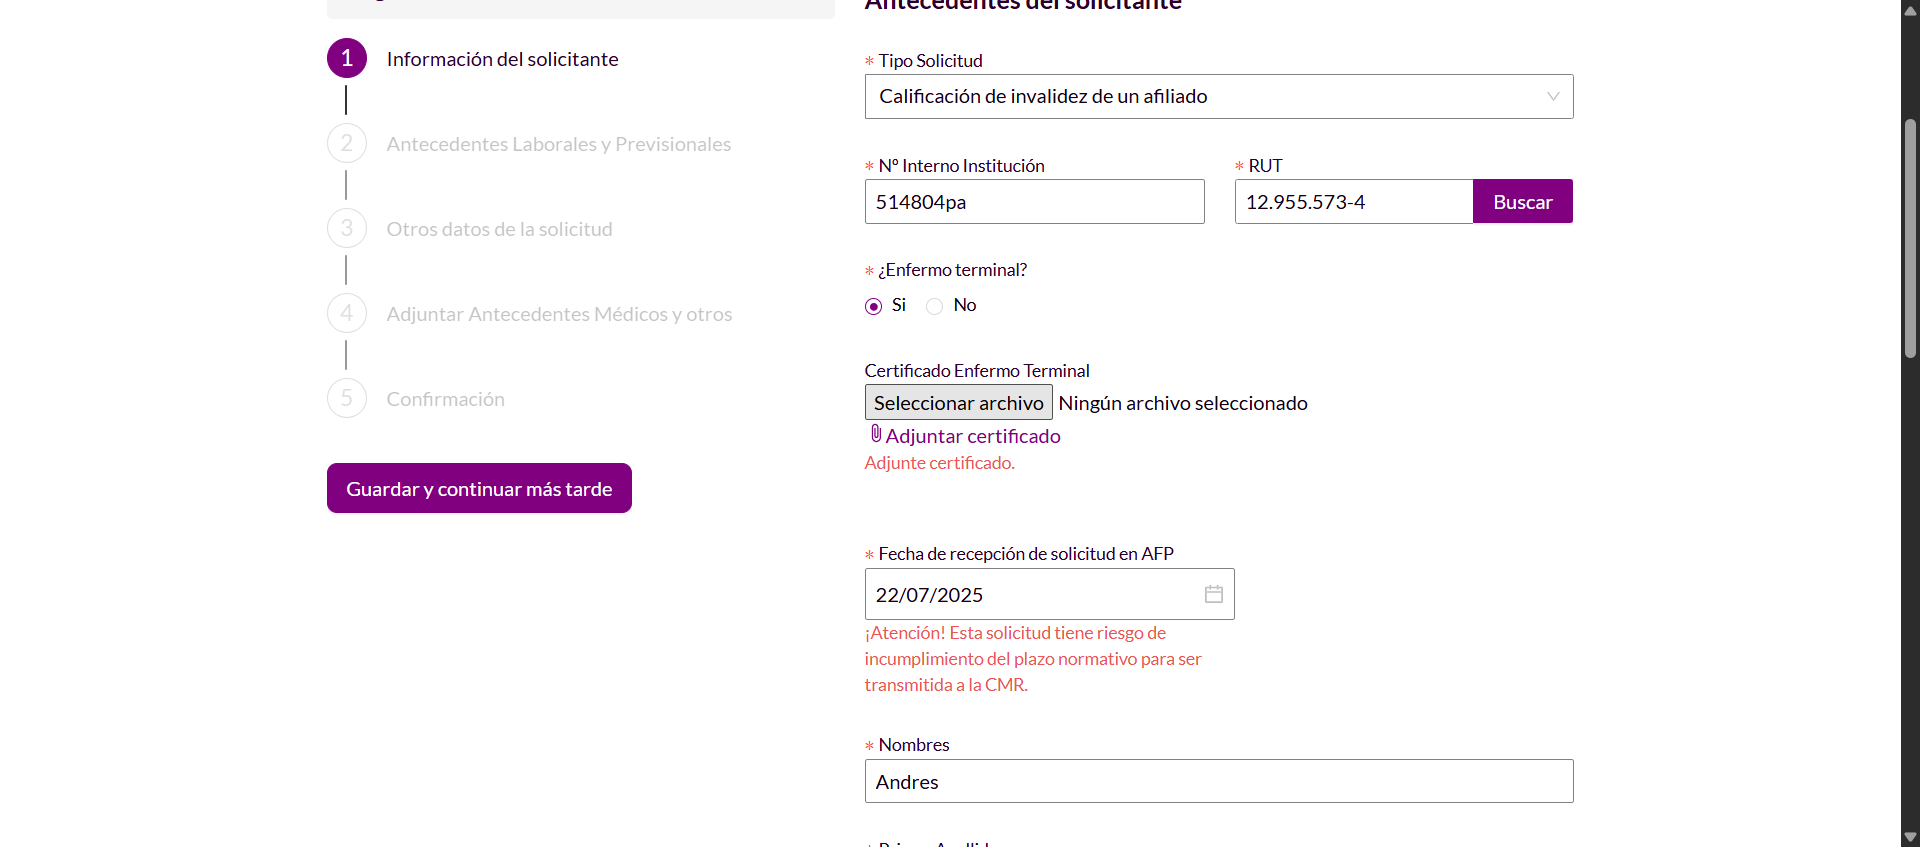 1 Información del solicitante
2 Antecedentes Laborales y Previsionales
3 Otros datos de la solicitud
4 Adjuntar Antecedentes Médicos y otros
5 Confirmación
Guardar y continuar más tarde
Antecedentes del solicitante
* Tipo Solicitud
Calificación de invalidez de un afiliado
* Nº Interno Institución
514804pa
* RUT
12.955.573-4 Buscar
* ¿Enfermo terminal?
Si No
Certificado Enfermo Terminal
Seleccionar archivo Ningún archivo seleccionado
Adjuntar certificado
Adjunte certificado.
* Fecha de recepción de solicitud en AFP
22/07/2025
¡Atención! Esta solicitud tiene riesgo de
incumplimiento del plazo normativo para ser
transmitida a la CMR.
* Nombres
Andres